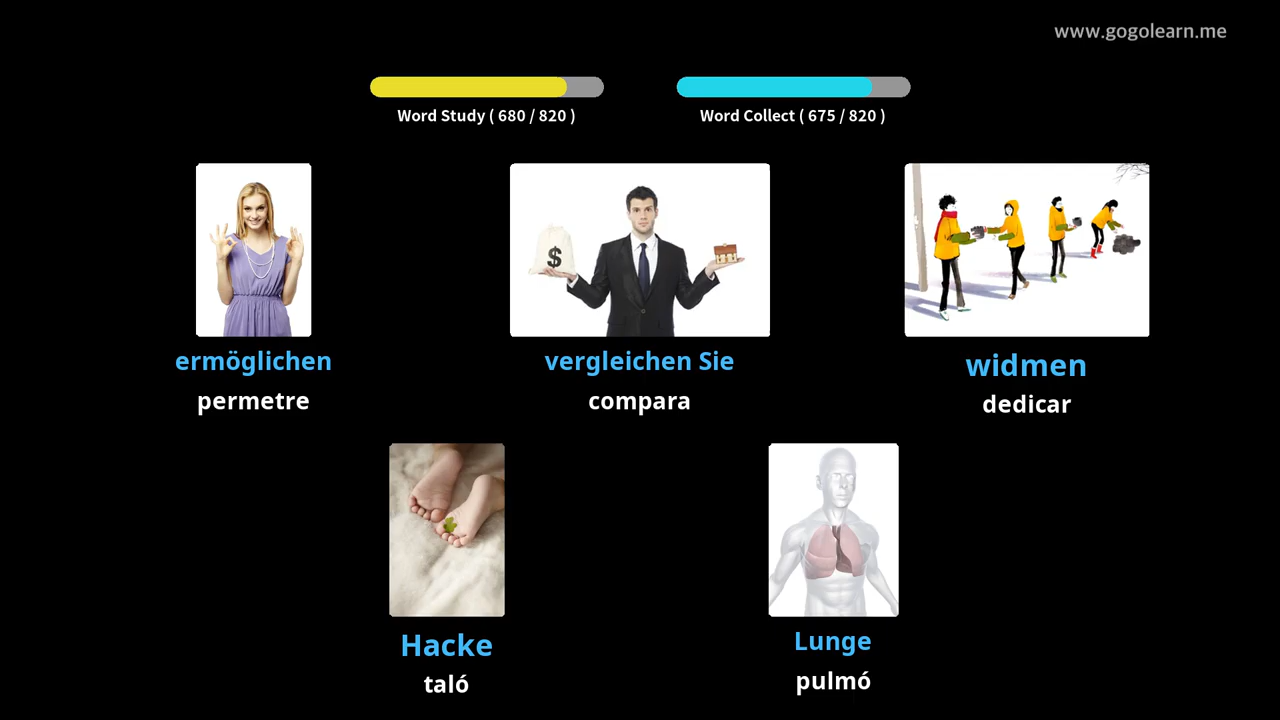 www.gogolearn.me
Word Study ( 680 / 820 )
Word Collect ( 675 / 820 )
$
ermöglichen
permetre
vergleichen Sie
compara
widmen
dedicar
Hacke
taló
Lunge
pulmó